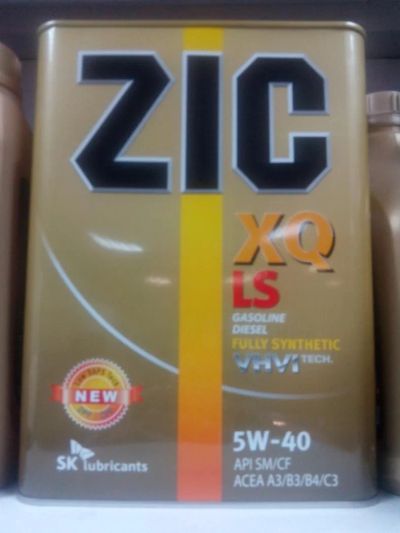 ZIC
XQ
LS
GASOLINE
DIESEL
FULLY SYNTHETIC
VHVI TECH.
NEW
5W-40
SK lubricants
API SM/CF
ACEA A3/B3/B4/C3